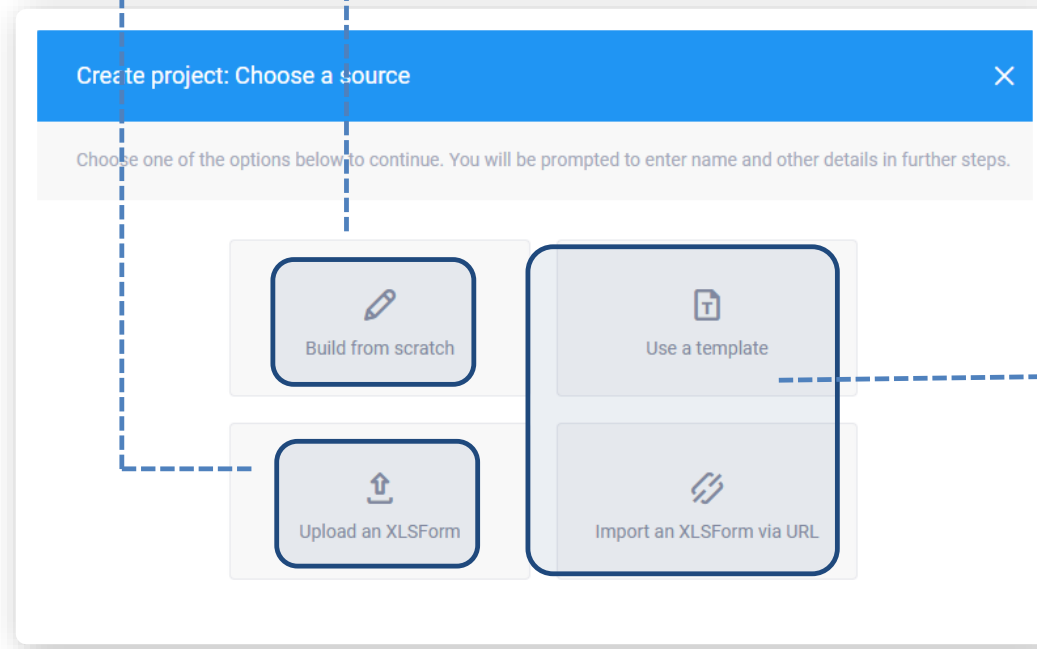 Create project: Choose a source
Choose one of the options below to continue. You will be prompted to enter name and other details in further steps.
Build from scratch
Use a template
Upload an XLSForm
Import an XLSForm via URL